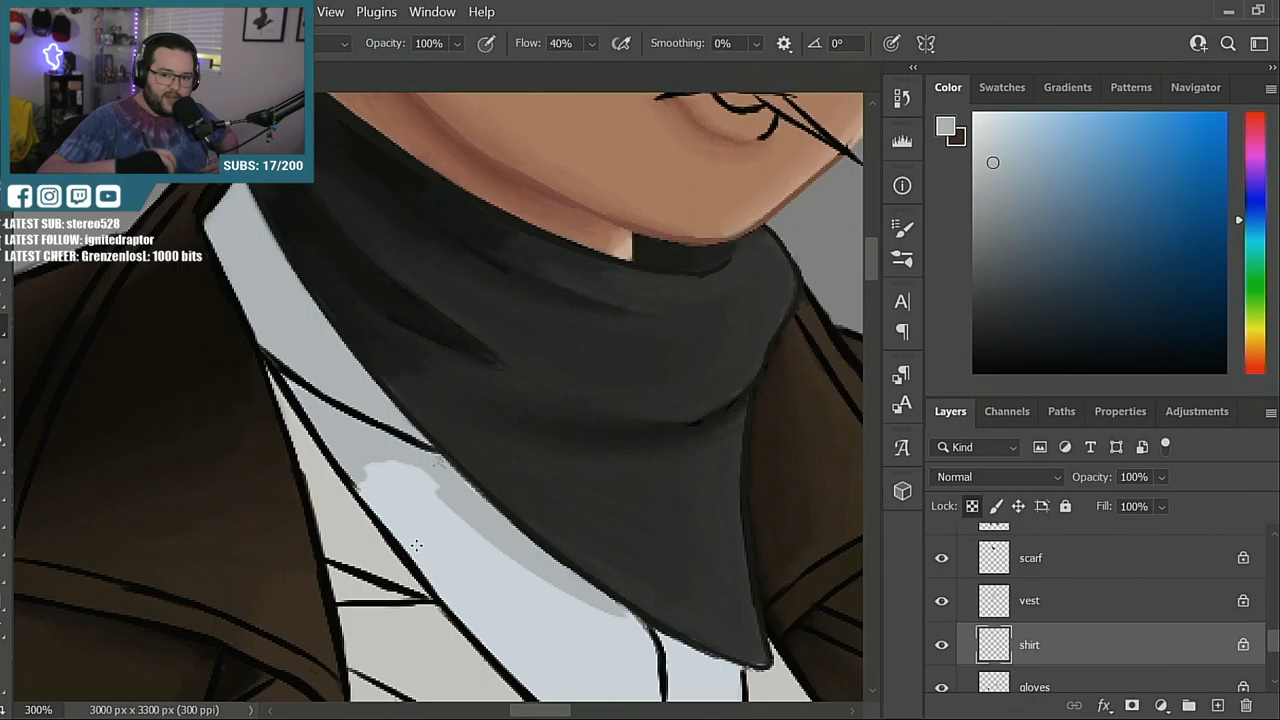 View Plugins Window Help
Opacity: 100% Flow: 40% Smoothing: 0% 0°
Color Swatches Gradients Patterns Navigator
SUBS: 17/200
LATEST SUB: stereo528
LATEST FOLLOW: ignitedraptor
LATEST CHEER: GrenzenlosL: 1000 bits
Layers Channels Paths Properties Adjustments
Kind
Normal Opacity: 100%
Lock: Fill: 100%
scarf
vest
shirt
gloves
300% 3000 px x 3300 px (300 ppi)